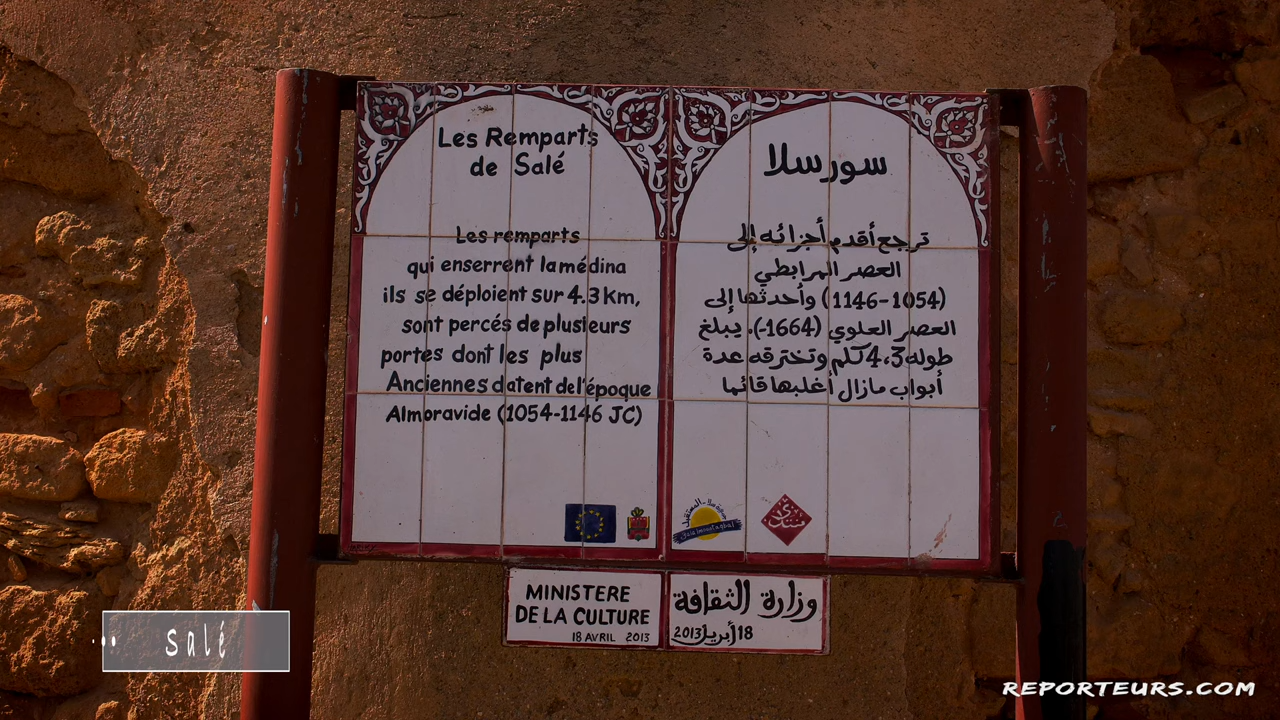 Les Remparts
de Salé
Les remparts
qui enserrent la médina
ils se déploient sur 4.3 km,
sont percés de plusieurs
portes dont les plus
Anciennes datent de l'époque
Almoravide (1054-1146 JC)
سور سلا
ترجع أقدم أجزائه إلى
العصر المرابطي
(1054-1146) وأحدثها إلى
العصر العلوي (1664-). يبلغ
طوله 4،3 كلم وتخترقه عدة
أبواب مازال أغلبها قائما
منتدى
MINISTERE
DE LA CULTURE
18 AVRIL 2013
وزارة الثقافة
18 أبريل 2013
Salé
REPORTEURS.COM